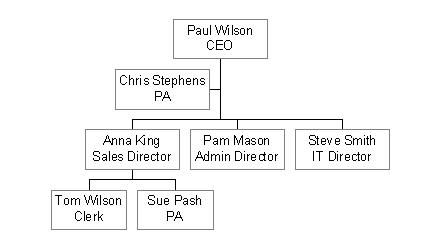 Paul Wilson
CEO
Chris Stephens
PA
Anna King
Sales Director
Pam Mason
Admin Director
Steve Smith
IT Director
Tom Wilson
Clerk
Sue Pash
PA